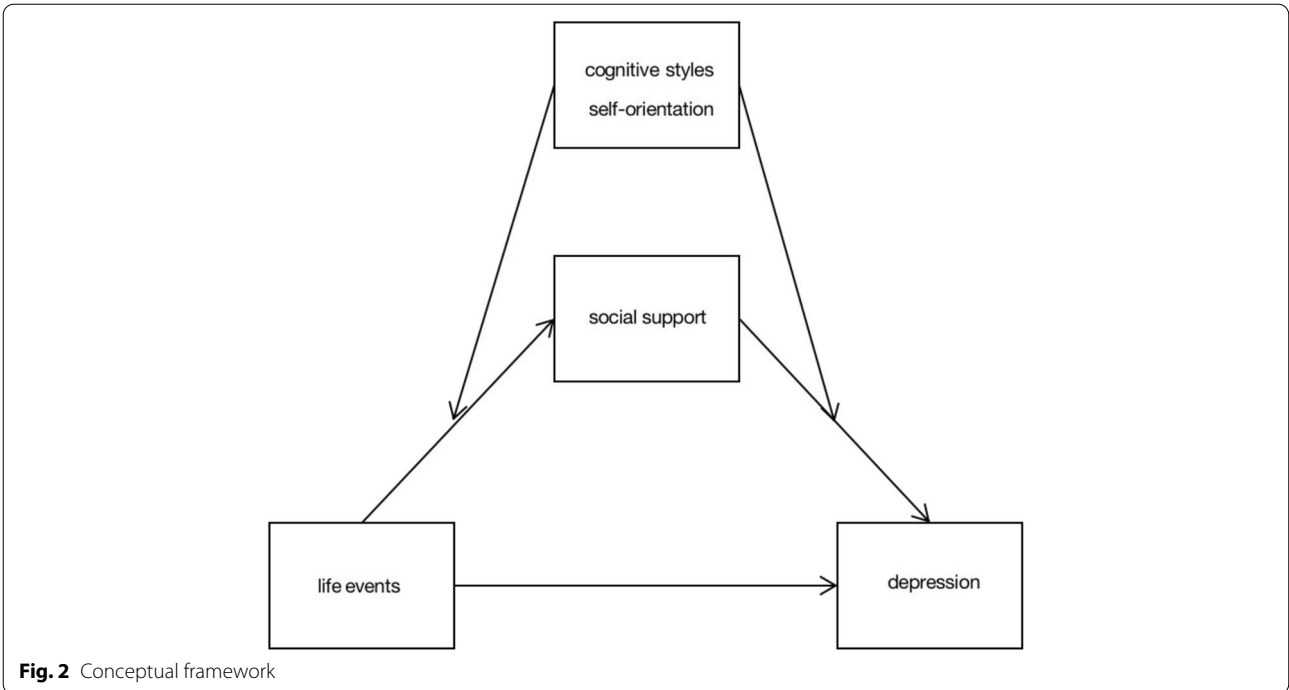 cognitive styles
self-orientation
social support
life events
depression
Fig. 2 Conceptual framework